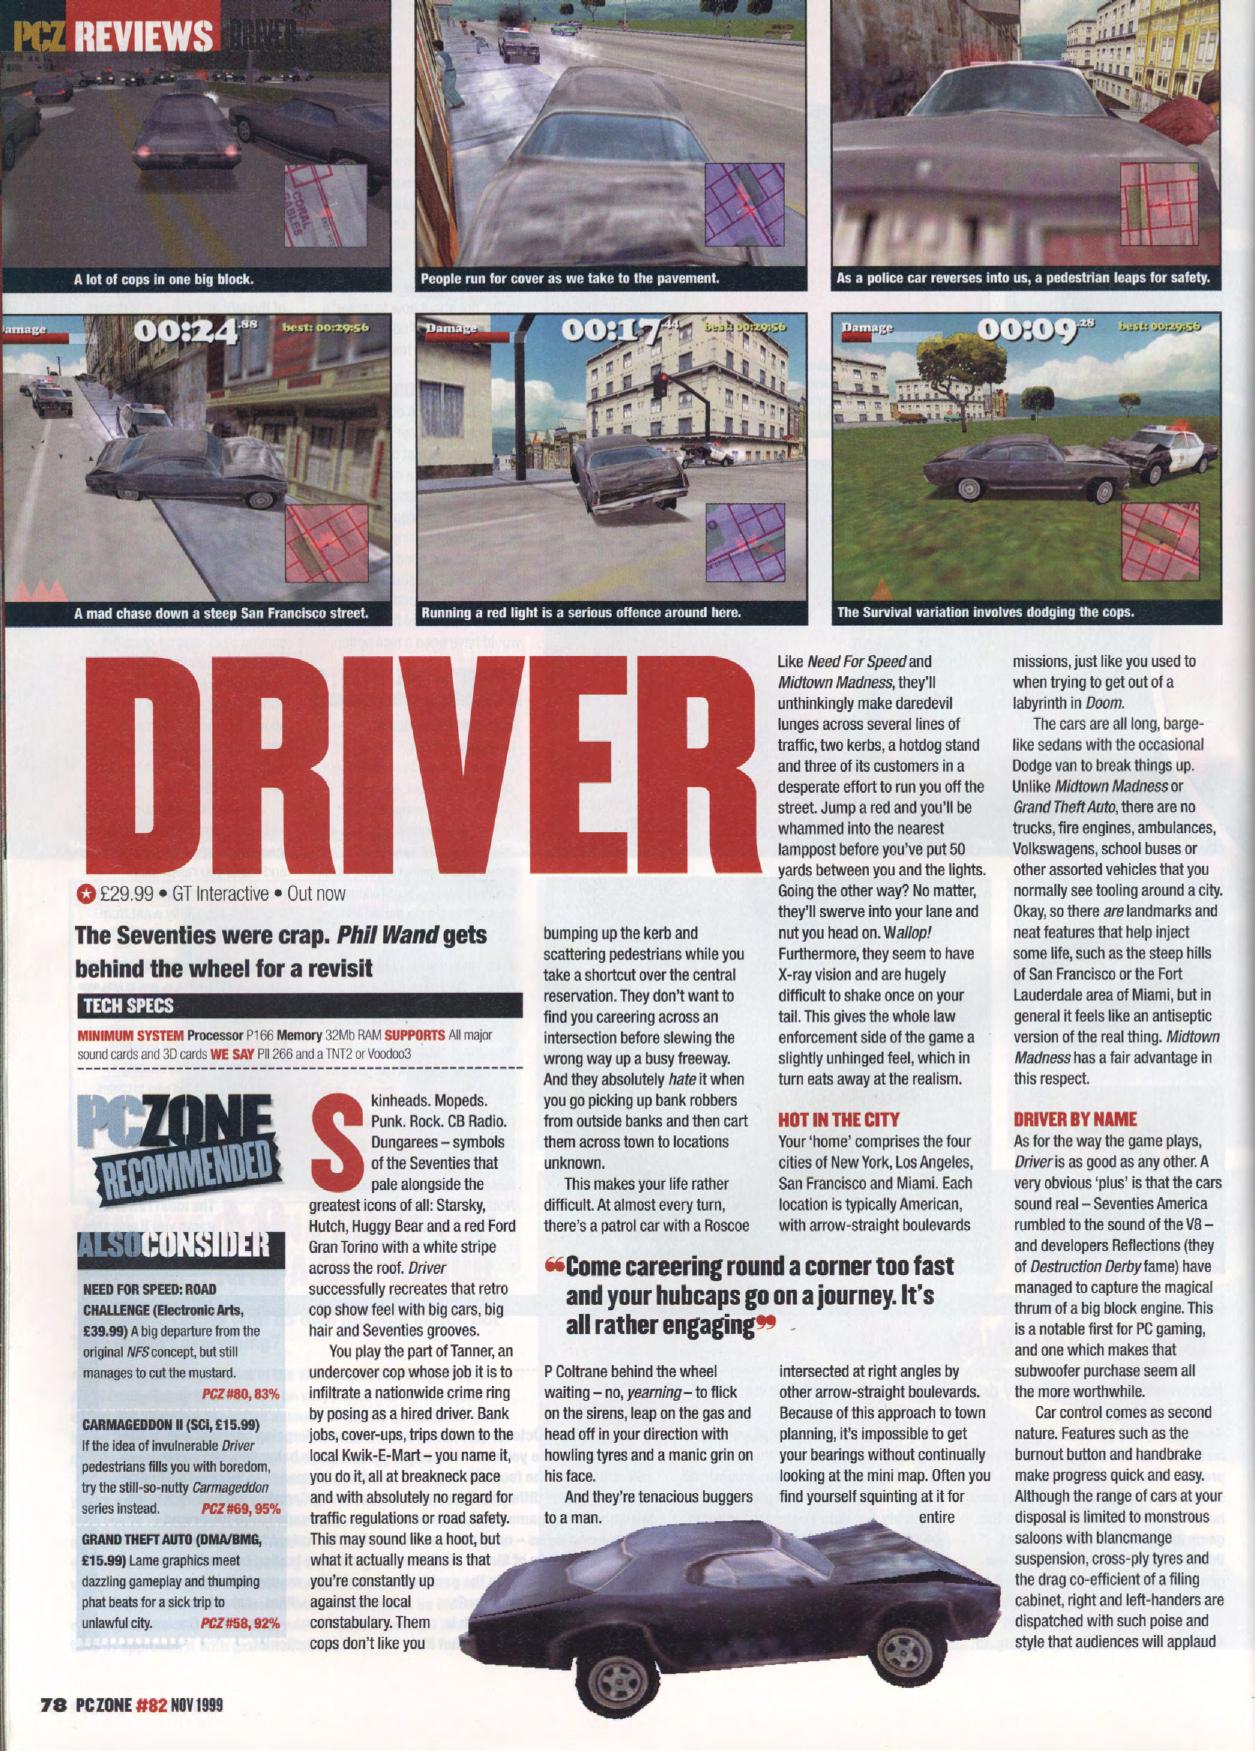 PCZ REVIEWS DRIVER
CORAL
GABLES
A lot of cops in one big block.
People run for cover as we take to the pavement.
As a police car reverses into us, a pedestrian leaps for safety.
amage
00:24.88
best: 00:29:56
A mad chase down a steep San Francisco street.
Damage
00:17.44
best: 00:29:56
Running a red light is a serious offence around here.
Damage
00:09.28
best: 00:29:56
The Survival variation involves dodging the cops.
DRIVER
£29.99 • GT Interactive • Out now
The Seventies were crap. Phil Wand gets
behind the wheel for a revisit
TECH SPECS
MINIMUM SYSTEM Processor P166 Memory 32Mb RAM SUPPORTS All major
sound cards and 3D cards WE SAY PII 266 and a TNT2 or Voodoo3
PCZONE
RECOMMENDED
ALSO CONSIDER
NEED FOR SPEED: ROAD
CHALLENGE (Electronic Arts,
£39.99) A big departure from the
original NFS concept, but still
manages to cut the mustard.
PCZ #80, 83%
CARMAGEDDON II (SCi, £15.99)
If the idea of invulnerable Driver
pedestrians fills you with boredom,
try the still-so-nutty Carmageddon
series instead. PCZ #69, 95%
GRAND THEFT AUTO (DMA/BMG,
£15.99) Lame graphics meet
dazzling gameplay and thumping
phat beats for a sick trip to
unlawful city. PCZ #58, 92%
Skinheads. Mopeds.
Punk. Rock. CB Radio.
Dungarees – symbols
of the Seventies that
pale alongside the
greatest icons of all: Starsky,
Hutch, Huggy Bear and a red Ford
Gran Torino with a white stripe
across the roof. Driver
successfully recreates that retro
cop show feel with big cars, big
hair and Seventies grooves.
You play the part of Tanner, an
undercover cop whose job it is to
infiltrate a nationwide crime ring
by posing as a hired driver. Bank
jobs, cover-ups, trips down to the
local Kwik-E-Mart – you name it,
you do it, all at breakneck pace
and with absolutely no regard for
traffic regulations or road safety.
This may sound like a hoot, but
what it actually means is that
you're constantly up
against the local
constabulary. Them
cops don't like you
bumping up the kerb and
scattering pedestrians while you
take a shortcut over the central
reservation. They don't want to
find you careering across an
intersection before slewing the
wrong way up a busy freeway.
And they absolutely hate it when
you go picking up bank robbers
from outside banks and then cart
them across town to locations
unknown.
This makes your life rather
difficult. At almost every turn,
there's a patrol car with a Roscoe
P Coltrane behind the wheel
waiting – no, yearning – to flick
on the sirens, leap on the gas and
head off in your direction with
howling tyres and a manic grin on
his face.
And they're tenacious buggers
to a man.
Like Need For Speed and
Midtown Madness, they'll
unthinkingly make daredevil
lunges across several lines of
traffic, two kerbs, a hotdog stand
and three of its customers in a
desperate effort to run you off the
street. Jump a red and you'll be
whammed into the nearest
lamppost before you've put 50
yards between you and the lights.
Going the other way? No matter,
they'll swerve into your lane and
nut you head on. Wallop!
Furthermore, they seem to have
X-ray vision and are hugely
difficult to shake once on your
tail. This gives the whole law
enforcement side of the game a
slightly unhinged feel, which in
turn eats away at the realism.
HOT IN THE CITY
Your 'home' comprises the four
cities of New York, Los Angeles,
San Francisco and Miami. Each
location is typically American,
with arrow-straight boulevards
“Come careering round a corner too fast
and your hubcaps go on a journey. It's
all rather engaging”
intersected at right angles by
other arrow-straight boulevards.
Because of this approach to town
planning, it's impossible to get
your bearings without continually
looking at the mini map. Often you
find yourself squinting at it for
entire
missions, just like you used to
when trying to get out of a
labyrinth in Doom.
The cars are all long, barge-
like sedans with the occasional
Dodge van to break things up.
Unlike Midtown Madness or
Grand Theft Auto, there are no
trucks, fire engines, ambulances,
Volkswagens, school buses or
other assorted vehicles that you
normally see tooling around a city.
Okay, so there are landmarks and
neat features that help inject
some life, such as the steep hills
of San Francisco or the Fort
Lauderdale area of Miami, but in
general it feels like an antiseptic
version of the real thing. Midtown
Madness has a fair advantage in
this respect.
DRIVER BY NAME
As for the way the game plays,
Driver is as good as any other. A
very obvious 'plus' is that the cars
sound real – Seventies America
rumbled to the sound of the V8 –
and developers Reflections (they
of Destruction Derby fame) have
managed to capture the magical
thrum of a big block engine. This
is a notable first for PC gaming,
and one which makes that
subwoofer purchase seem all
the more worthwhile.
Car control comes as second
nature. Features such as the
burnout button and handbrake
make progress quick and easy.
Although the range of cars at your
disposal is limited to monstrous
saloons with blancmange
suspension, cross-ply tyres and
the drag co-efficient of a filing
cabinet, right and left-handers are
dispatched with such poise and
style that audiences will applaud
78 PCZONE #82 NOV 1999